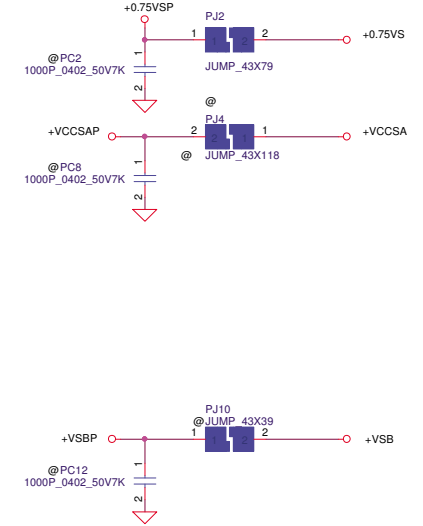 +0.75VSP
PJ2
1 1 2 2
+0.75VS
@PC2
1000P_0402_50V7K
1
2
JUMP_43X79
@
PJ4
+VCCSAP
2 2 1 1
+VCCSA
@ JUMP_43X118
@PC8
1000P_0402_50V7K
1
2
PJ10
@JUMP_43X39
+VSBP
1 1 2 2
+VSB
@PC12
1000P_0402_50V7K
1
2